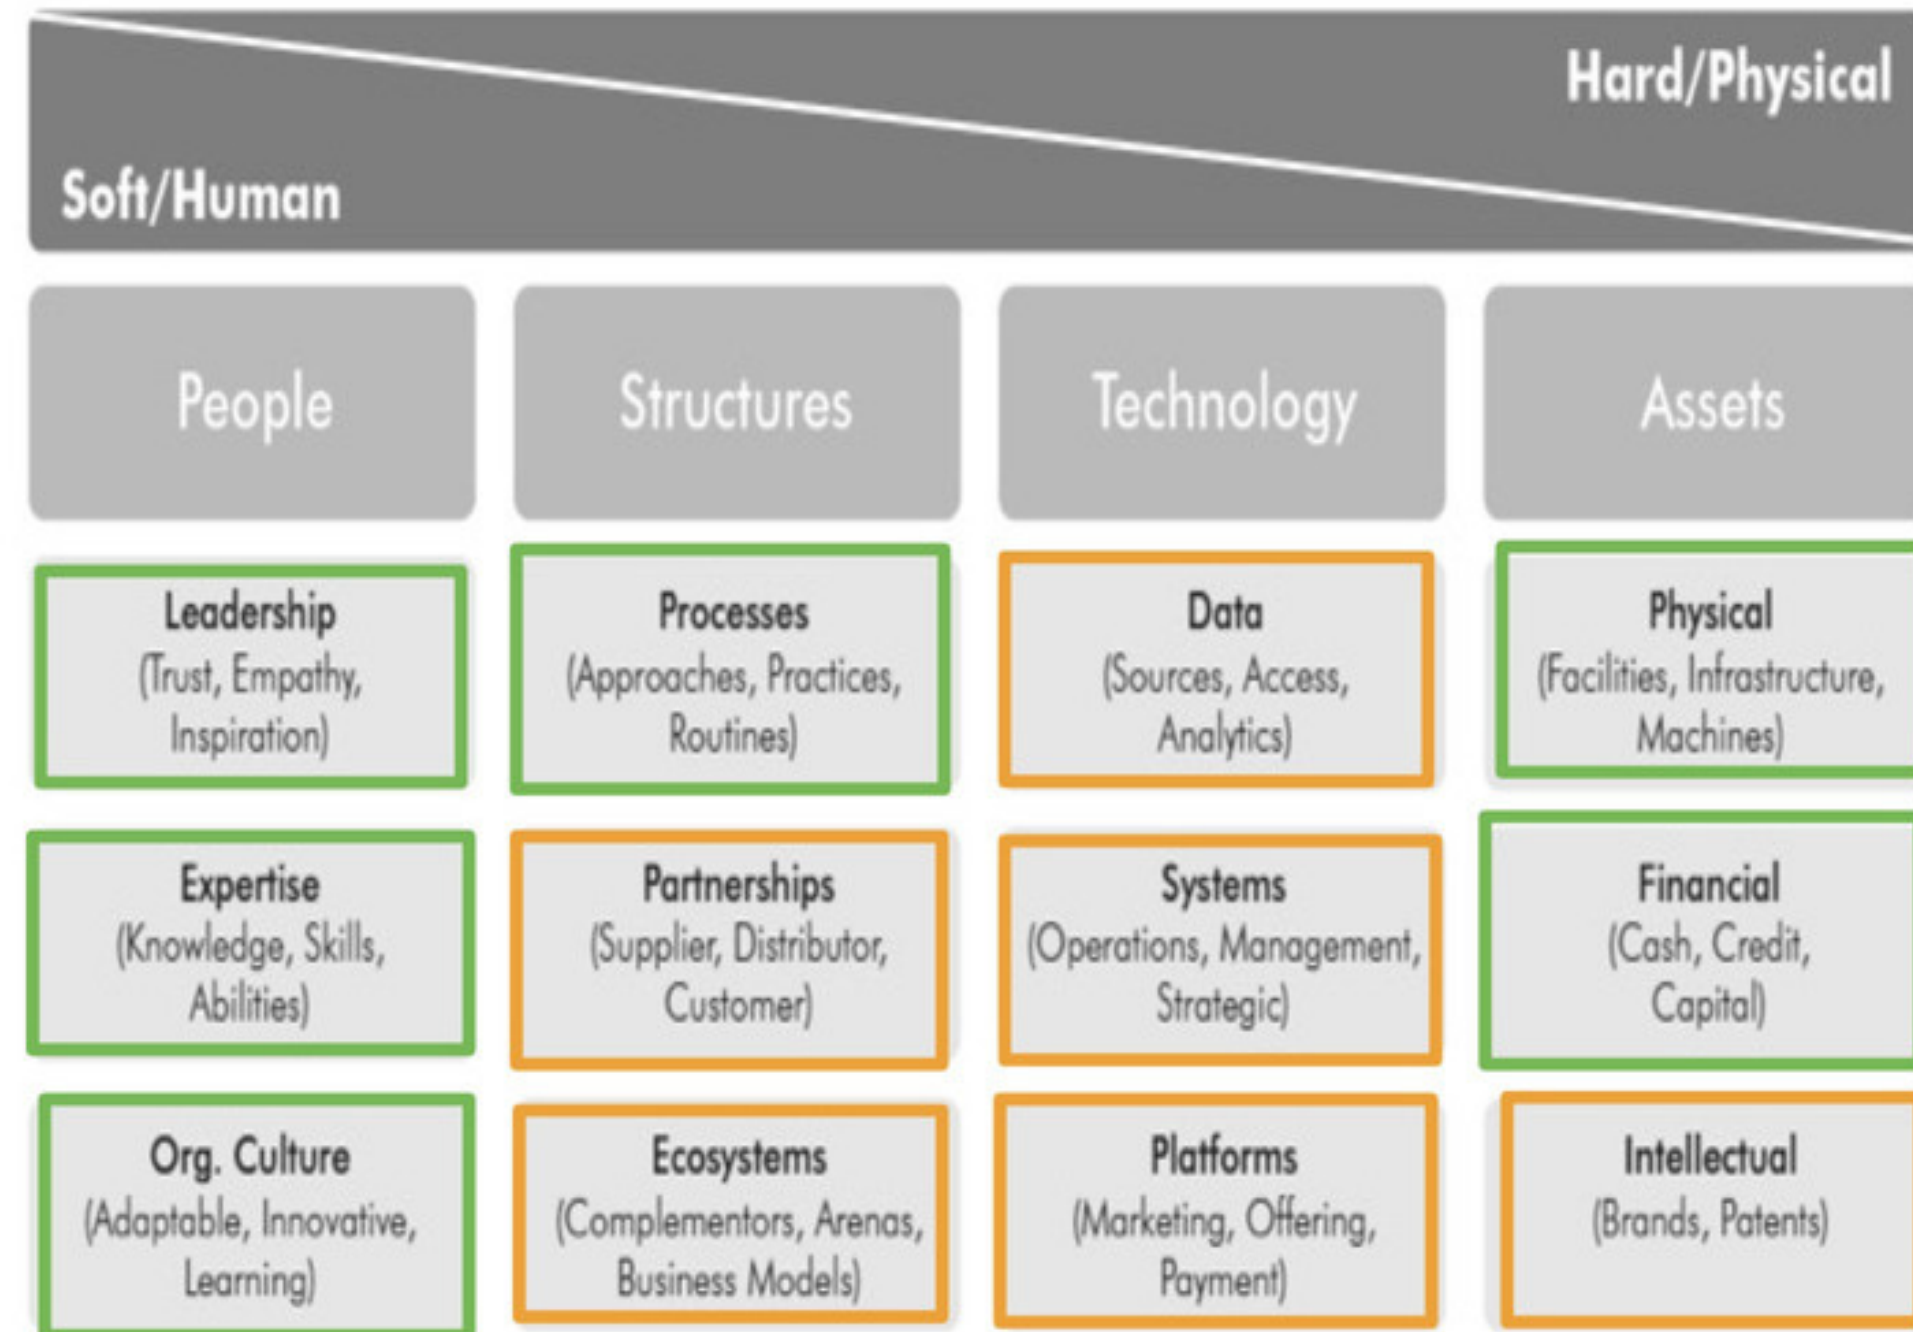 Hard/Physical
Soft/Human
People
Structures
Technology
Assets
Leadership
(Trust, Empathy,
Inspiration)
Processes
(Approaches, Practices,
Routines)
Data
(Sources, Access,
Analytics)
Physical
(Facilities, Infrastructure,
Machines)
Expertise
(Knowledge, Skills,
Abilities)
Partnerships
(Supplier, Distributor,
Customer)
Systems
(Operations, Management,
Strategic)
Financial
(Cash, Credit,
Capital)
Org. Culture
(Adaptable, Innovative,
Learning)
Ecosystems
(Complementors, Arenas,
Business Models)
Platforms
(Marketing, Offering,
Payment)
Intellectual
(Brands, Patents)